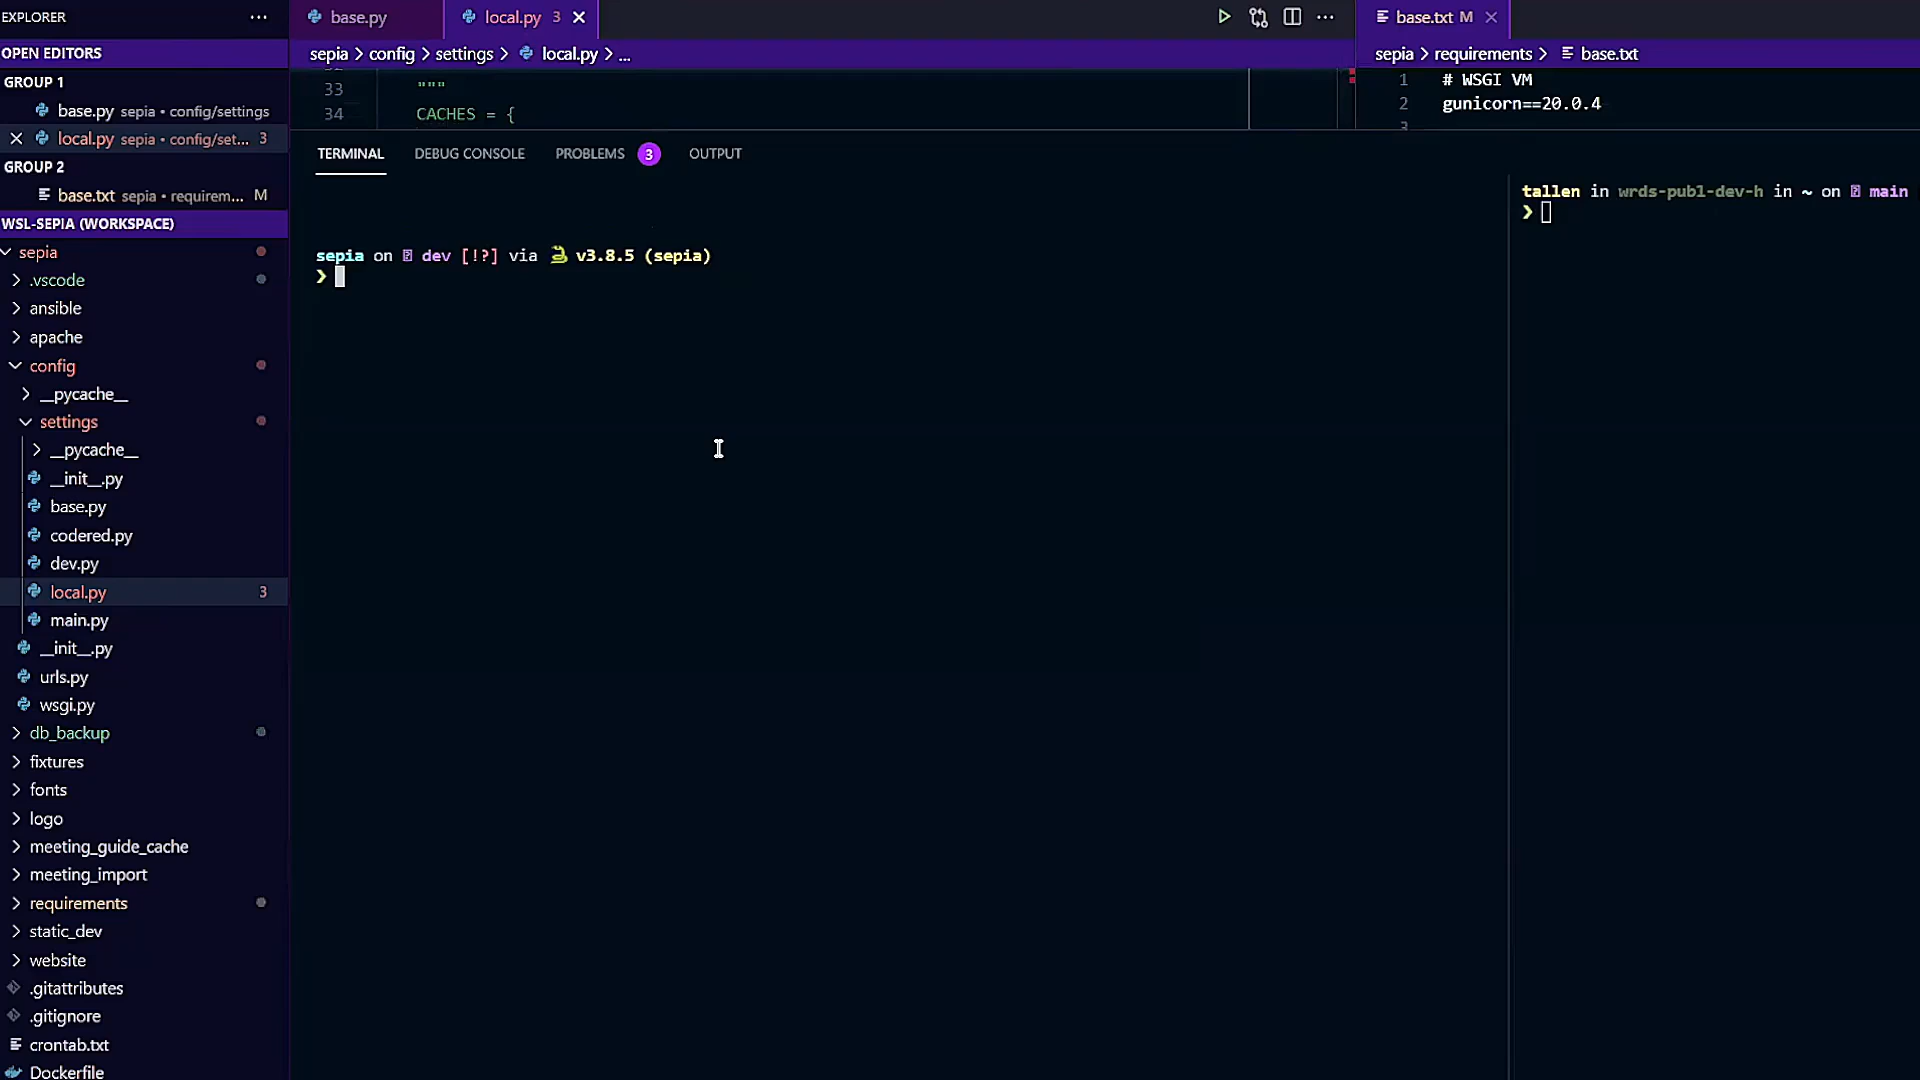 EXPLORER
OPEN EDITORS
GROUP 1
base.py sepia • config/settings
local.py sepia • config/set... 3
GROUP 2
base.txt sepia • requirem... M
WSL-SEPIA (WORKSPACE)
sepia
.vscode
ansible
apache
config
__pycache__
settings
__pycache__
__init__.py
base.py
codered.py
dev.py
local.py 3
main.py
__init__.py
urls.py
wsgi.py
db_backup
fixtures
fonts
logo
meeting_guide_cache
meeting_import
requirements
static_dev
website
.gitattributes
.gitignore
crontab.txt
Dockerfile
base.py
local.py 3
sepia > config > settings > local.py > ...
33 """
34 CACHES = {
base.txt M
sepia > requirements > base.txt
1 # WSGI VM
2 gunicorn==20.0.4
3
TERMINAL DEBUG CONSOLE PROBLEMS 3 OUTPUT
sepia on dev [!?] via v3.8.5 (sepia)
❯
tallen in wrds-pub1-dev-h in ~ on main
❯